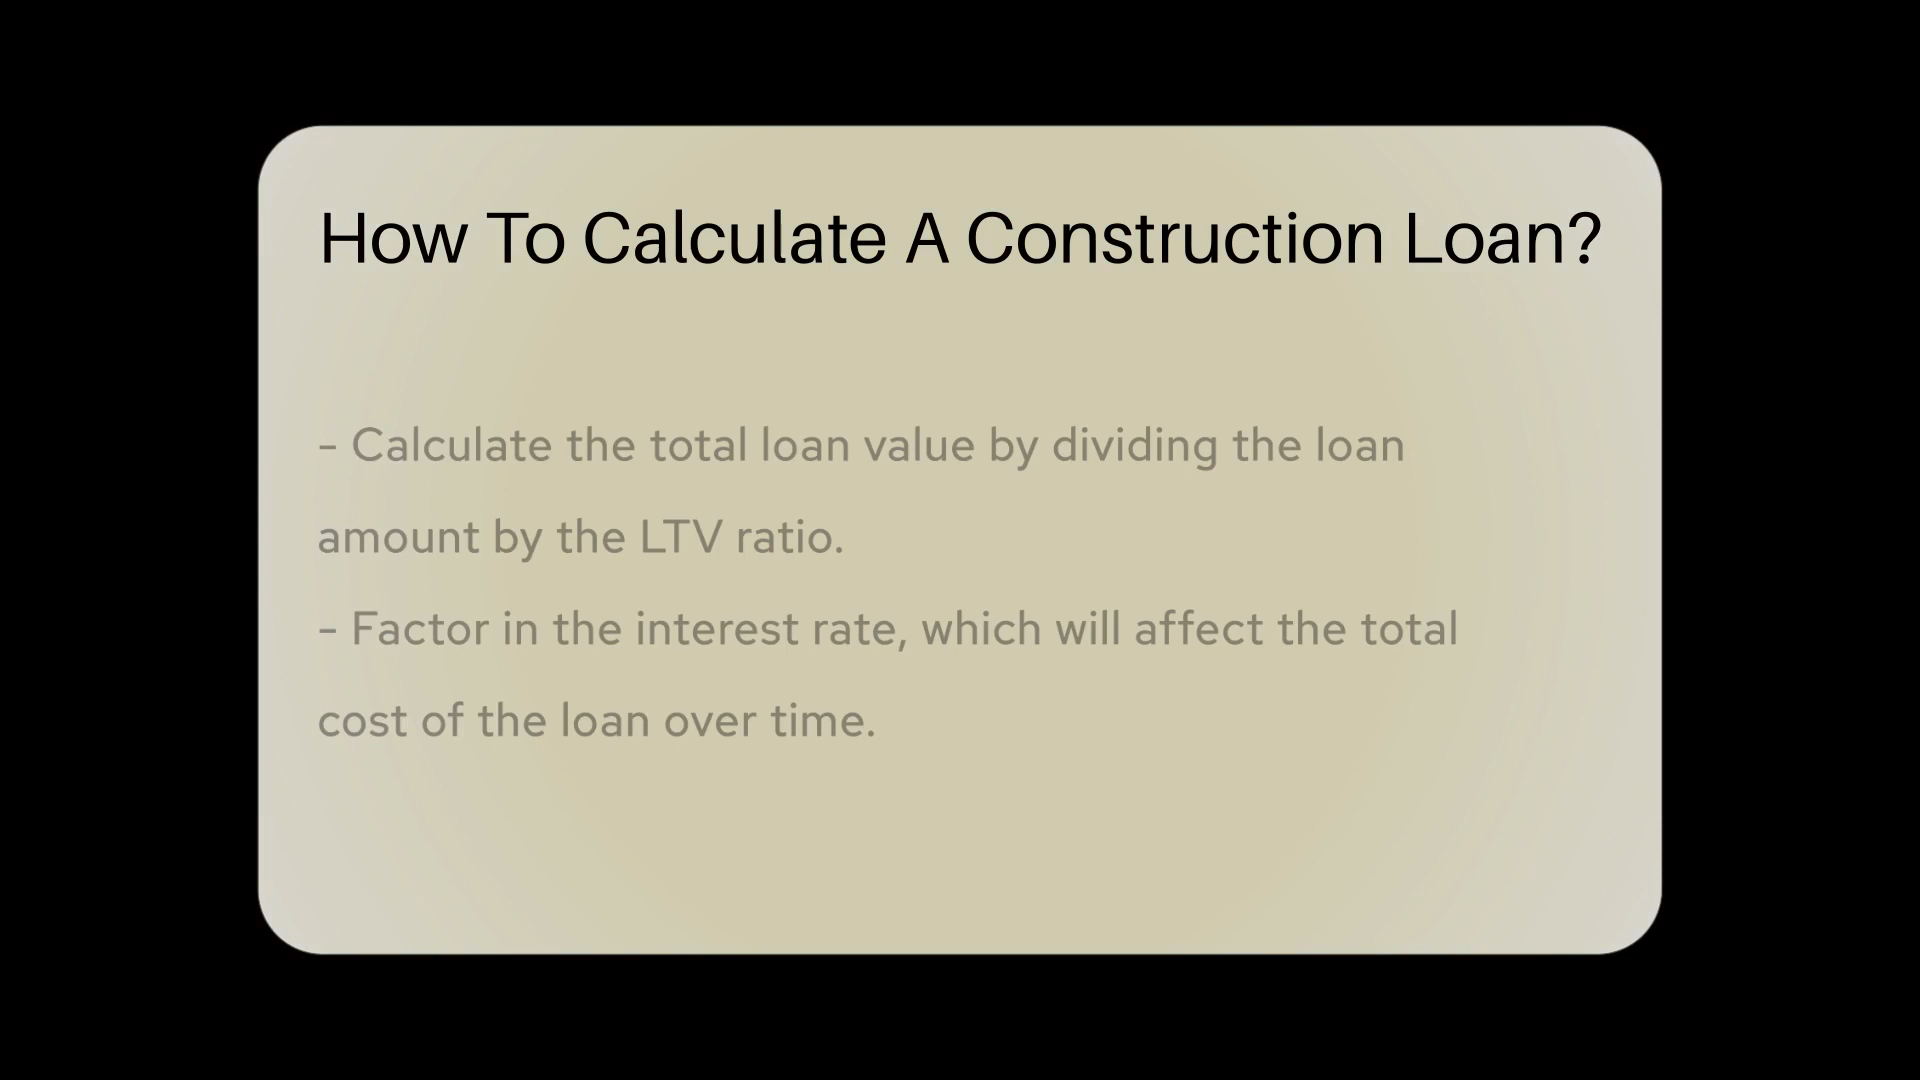 How To Calculate A Construction Loan?
- Calculate the total loan value by dividing the loan
amount by the LTV ratio.
- Factor in the interest rate, which will affect the total
cost of the loan over time.